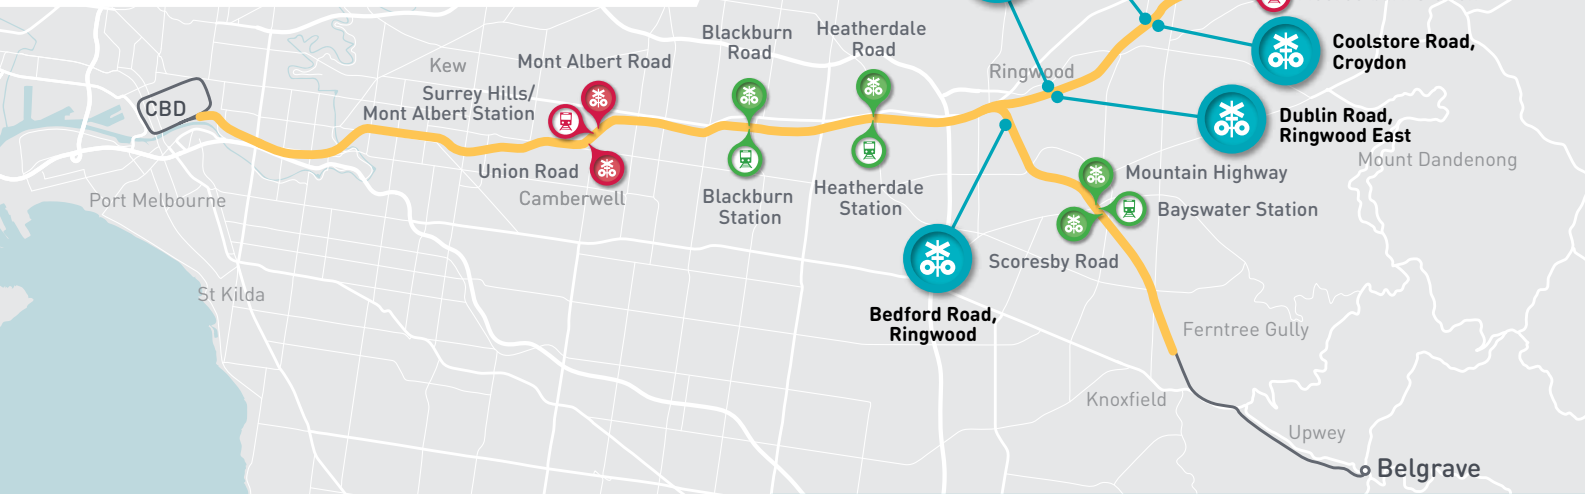 Blackburn
Road
Heatherdale
Road
Coolstore Road,
Croydon
Mont Albert Road
Kew
Ringwood
Surrey Hills/
Mont Albert Station
CBD
Dublin Road,
Ringwood East
Mount Dandenong
Union Road
Camberwell
Mountain Highway
Port Melbourne
Blackburn
Station
Heatherdale
Station
Bayswater Station
Scoresby Road
St Kilda
Bedford Road,
Ringwood
Ferntree Gully
Knoxfield
Upwey
Belgrave